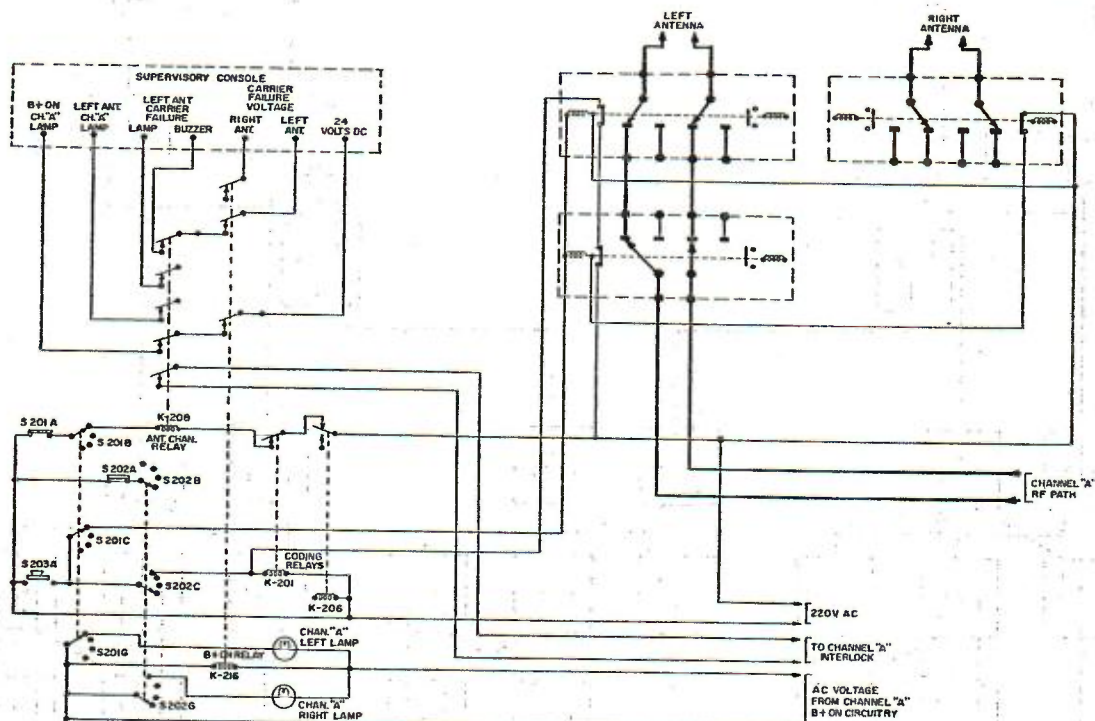 LEFT
ANTENNA
RIGHT
ANTENNA
SUPERVISORY CONSOLE
B+ ON
CH. "A"
LAMP
LEFT ANT.
CH. "A"
LAMP
LEFT ANT
CARRIER
FAILURE
LAMP
BUZZER
CARRIER
FAILURE
VOLTAGE
RIGHT
ANT.
LEFT
ANT.
24
VOLTS DC
S201A
S201B
K-208
ANT. CHAN.
RELAY
S202A
S202B
CHANNEL "A"
RF PATH
S201C
S203A
S202C
CODING
RELAYS
K-201
K-206
220V AC
S201G
CHAN. "A"
LEFT LAMP
B+ ON RELAY
K-216
TO CHANNEL "A"
INTERLOCK
S202G
CHAN. "A"
RIGHT LAMP
AC VOLTAGE
FROM CHANNEL "A"
B+ ON CIRCUITRY